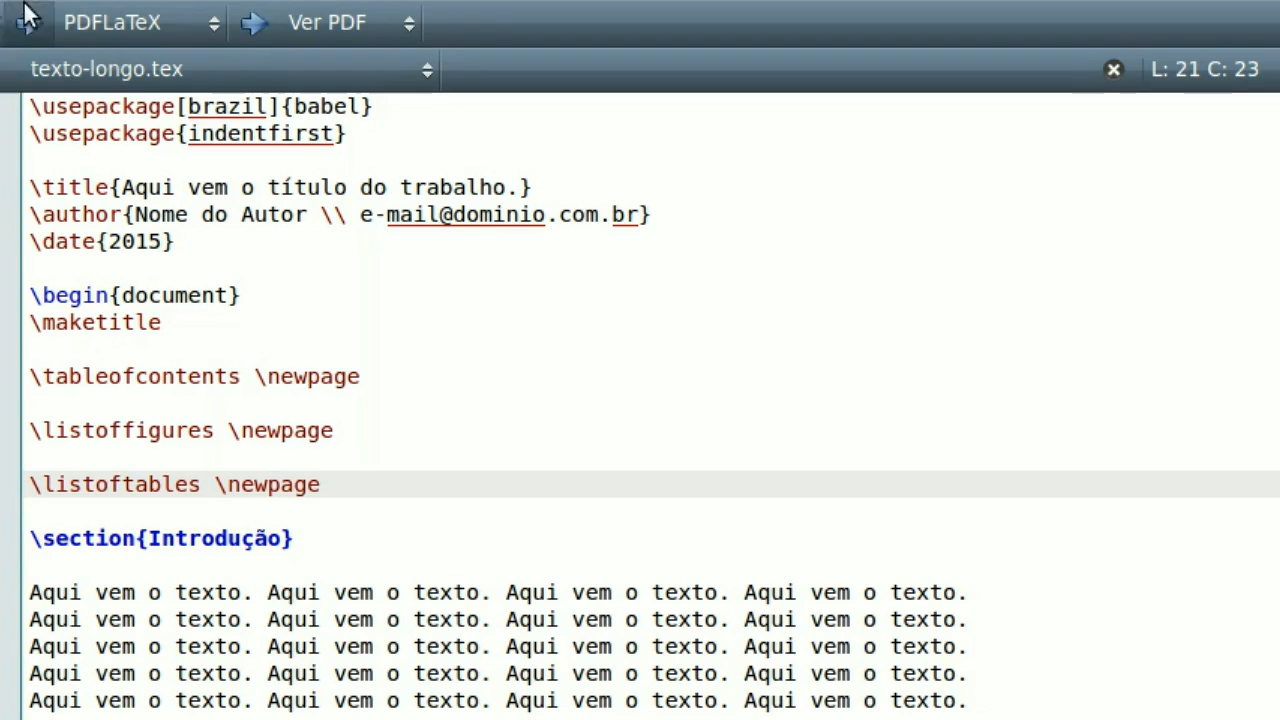 PDFLaTeX Ver PDF
texto-longo.tex L: 21 C: 23
\usepackage[brazil]{babel}
\usepackage{indentfirst}
\title{Aqui vem o título do trabalho.}
\author{Nome do Autor \\ e-mail@dominio.com.br}
\date{2015}
\begin{document}
\maketitle
\tableofcontents \newpage
\listoffigures \newpage
\listoftables \newpage
\section{Introdução}
Aqui vem o texto. Aqui vem o texto. Aqui vem o texto. Aqui vem o texto.
Aqui vem o texto. Aqui vem o texto. Aqui vem o texto. Aqui vem o texto.
Aqui vem o texto. Aqui vem o texto. Aqui vem o texto. Aqui vem o texto.
Aqui vem o texto. Aqui vem o texto. Aqui vem o texto. Aqui vem o texto.
Aqui vem o texto. Aqui vem o texto. Aqui vem o texto. Aqui vem o texto.